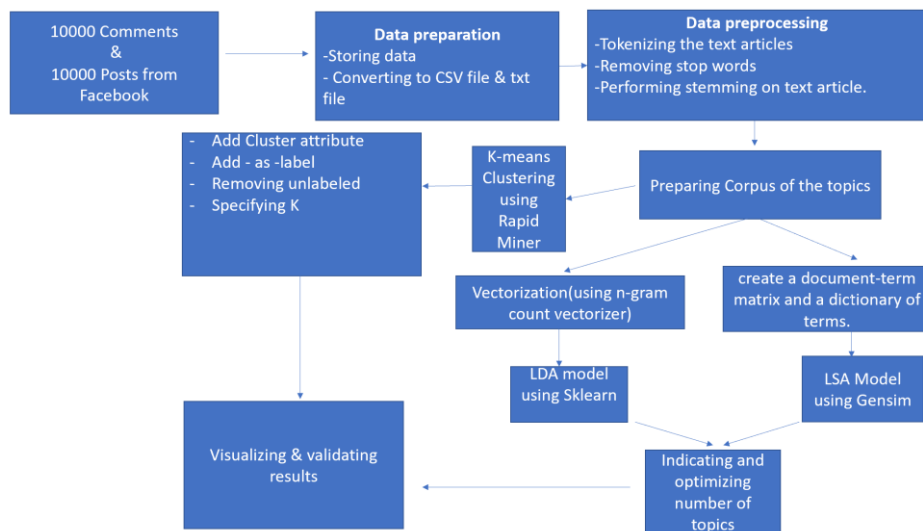 10000 Comments
&
10000 Posts from
Facebook
Data preparation
-Storing data
- Converting to CSV file & txt
file
Data preprocessing
-Tokenizing the text articles
-Removing stop words
-Performing stemming on text article.
- Add Cluster attribute
- Add - as -label
- Removing unlabeled
- Specifying K
K-means
Clustering
using
Rapid
Miner
Preparing Corpus of the topics
Vectorization(using n-gram
count vectorizer)
create a document-term
matrix and a dictionary of
terms.
LDA model
using Sklearn
LSA Model
using Gensim
Visualizing & validating
results
Indicating and
optimizing
number of
topics